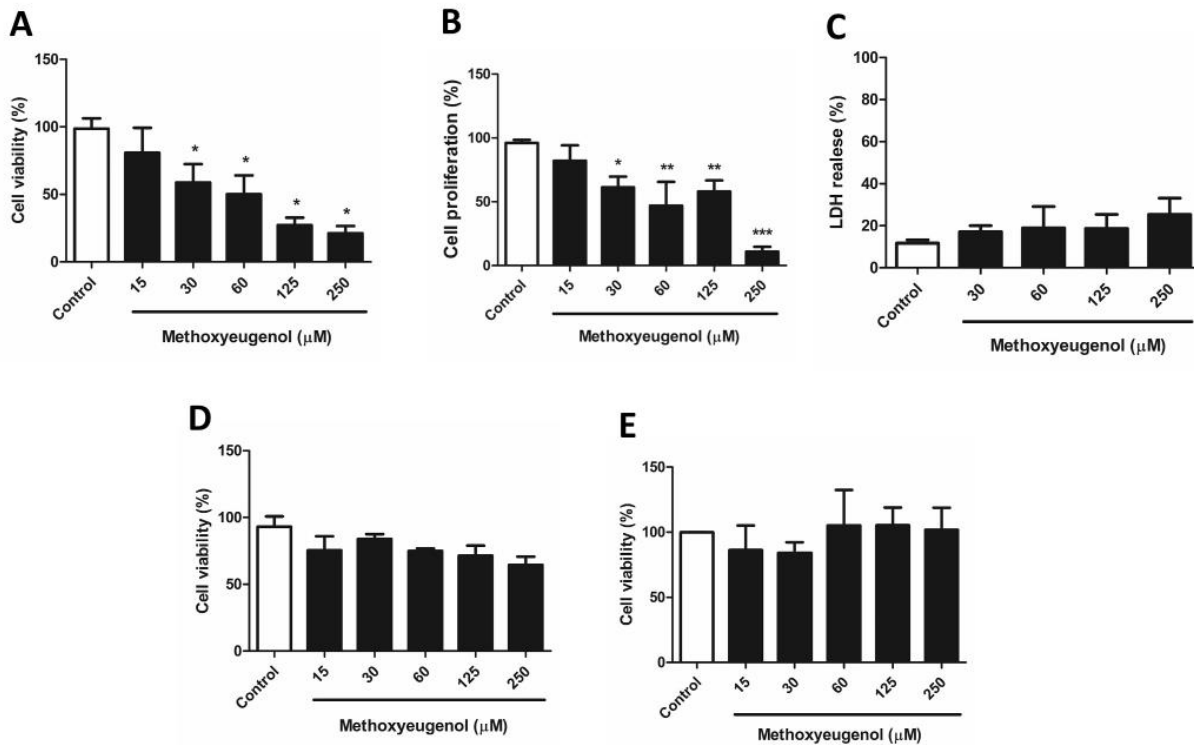 A
Cell viability (%)
150
100
50
0
*
*
*
*
Control
15
30
60
125
250
Methoxyeugenol (μM)
B
Cell proliferation (%)
150
100
50
0
*
**
**
***
Control
15
30
60
125
250
Methoxyeugenol (μM)
C
LDH realese (%)
100
80
60
40
20
0
Control
30
60
125
250
Methoxyeugenol (μM)
D
Cell viability (%)
150
100
50
0
Control
15
30
60
125
250
Methoxyeugenol (μM)
E
Cell viability (%)
150
100
50
0
Control
15
30
60
125
250
Methoxyeugenol (μM)